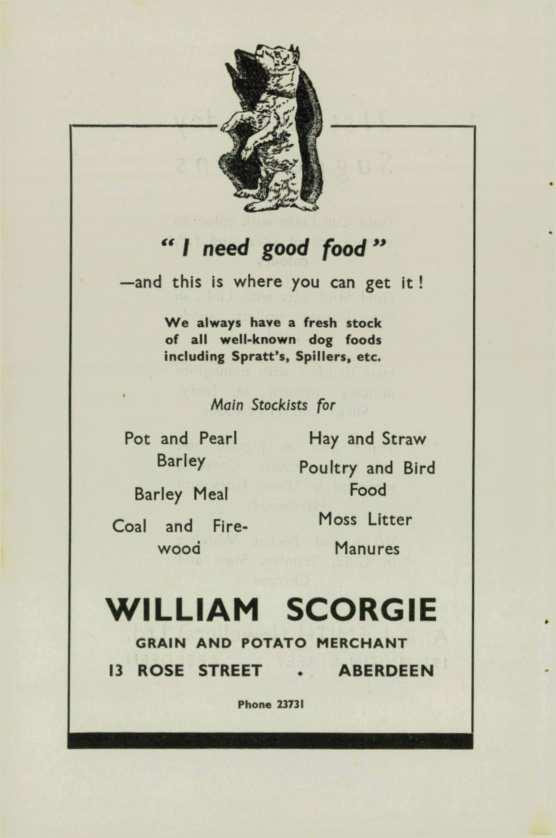 “ I need good food ”
—and this is where you can get it !
We always have a fresh stock
of all well-known dog foods
including Spratt's, Spillers, etc.
Main Stockists for
Pot and Pearl
Barley
Barley Meal
Coal and Fire-
wood
Hay and Straw
Poultry and Bird
Food
Moss Litter
Manures
WILLIAM SCORGIE
GRAIN AND POTATO MERCHANT
13 ROSE STREET . ABERDEEN
Phone 23731